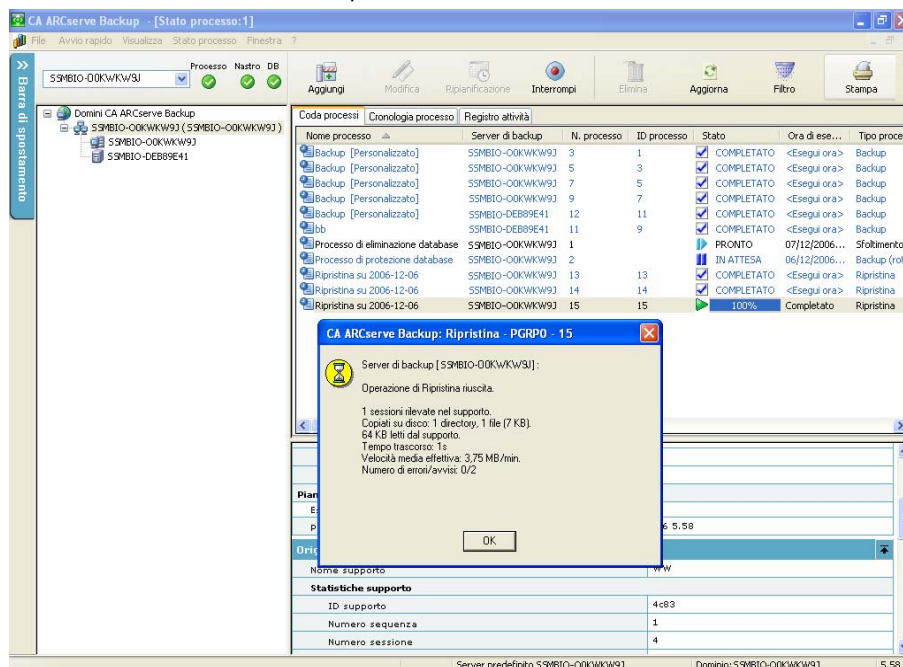 CA ARCserve Backup - [Stato processo:1]
File Avvio rapido Visualizza Stato processo Finestra ?
Barra di spostamento
SSMBIO-O0KWKW9J
Processo Nastro DB
Aggiungi Modifica Ripianificazione Interrompi Elimina Aggiorna Filtro Stampa
Domini CA ARCserve Backup
SSMBIO-O0KWKW9J (SSMBIO-O0KWKW9J)
SSMBIO-O0KWKW9J
SSMBIO-DEB89E41
Coda processi Cronologia processo Registro attività
Nome processo Server di backup N. processo ID processo Stato Ora di ese... Tipo proce
Backup [Personalizzato] SSMBIO-O0KWKW9J 3 1 COMPLETATO <Esegui ora> Backup
Backup [Personalizzato] SSMBIO-O0KWKW9J 5 3 COMPLETATO <Esegui ora> Backup
Backup [Personalizzato] SSMBIO-O0KWKW9J 7 5 COMPLETATO <Esegui ora> Backup
Backup [Personalizzato] SSMBIO-O0KWKW9J 9 7 COMPLETATO <Esegui ora> Backup
Backup [Personalizzato] SSMBIO-DEB89E41 12 11 COMPLETATO <Esegui ora> Backup
bb SSMBIO-DEB89E41 11 9 COMPLETATO <Esegui ora> Backup
Processo di eliminazione database SSMBIO-O0KWKW9J 1 PRONTO 07/12/2006... Sfoltimento
Processo di protezione database SSMBIO-O0KWKW9J 2 IN ATTESA 06/12/2006... Backup (rot
Ripristina su 2006-12-06 SSMBIO-O0KWKW9J 13 13 COMPLETATO <Esegui ora> Ripristina
Ripristina su 2006-12-06 SSMBIO-O0KWKW9J 14 14 COMPLETATO <Esegui ora> Ripristina
Ripristina su 2006-12-06 SSMBIO-O0KWKW9J 15 15 100% Completato Ripristina
CA ARCserve Backup: Ripristina - PGRP0 - 15
Server di backup [SSMBIO-O0KWKW9J] :
Operazione di Ripristina riuscita.
1 sessioni rilevate nel supporto.
Copiati su disco: 1 directory, 1 file (7 KB).
64 KB letti dal supporto.
Tempo trascorso: 1s
Velocità media effettiva: 3,75 MB/min.
Numero di errori/avvisi: 0/2
OK
Pian
6 5.58
Orig
Nome supporto WW
Statistiche supporto
ID supporto 4c83
Numero sequenza 1
Numero sessione 4
Server predefinito SSMBIO-O0KWKW9J Dominio: SSMBIO-O0KWKW9J 5.58